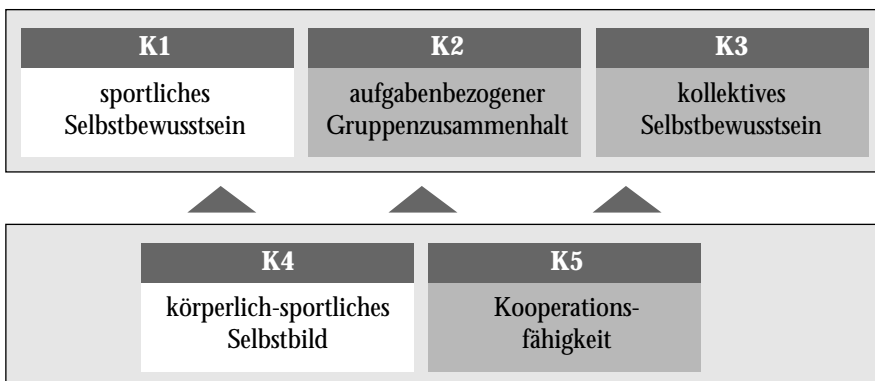 K1
sportliches
Selbstbewusstsein
K2
aufgabenbezogener
Gruppenzusammenhalt
K3
kollektives
Selbstbewusstsein
K4
körperlich-sportliches
Selbstbild
K5
Kooperations-
fähigkeit